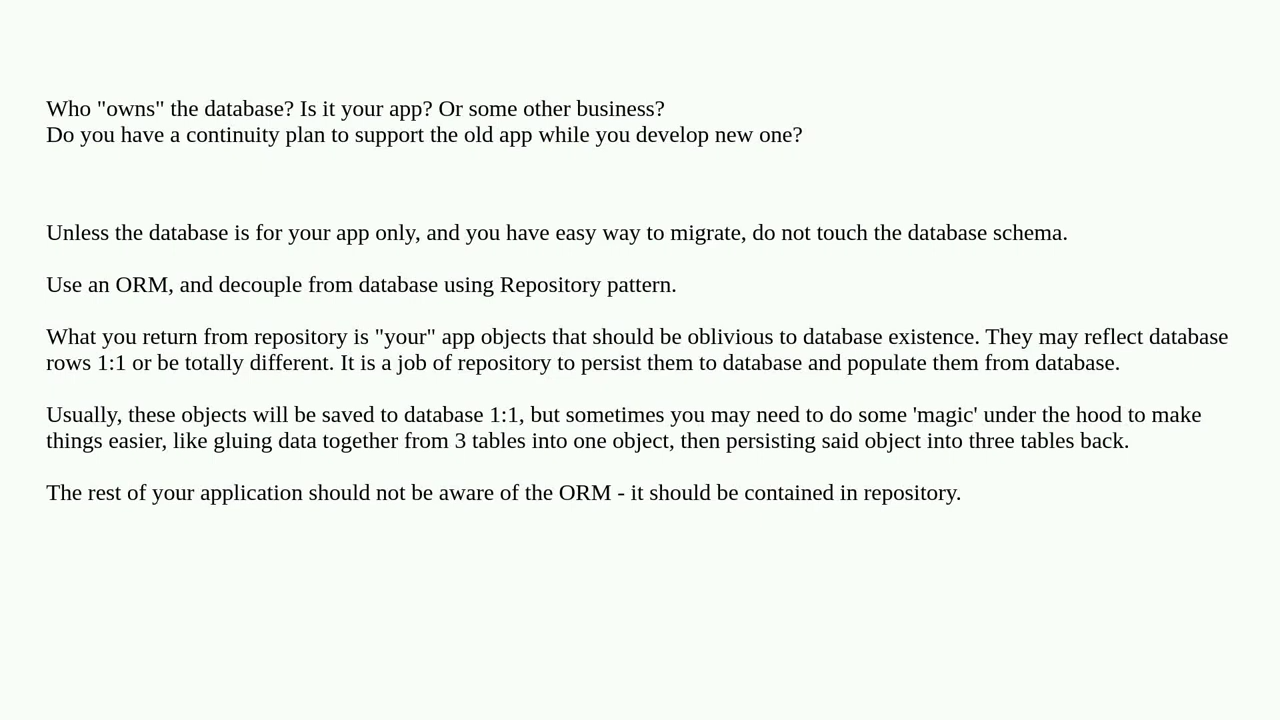 Who "owns" the database? Is it your app? Or some other business?
Do you have a continuity plan to support the old app while you develop new one?
Unless the database is for your app only, and you have easy way to migrate, do not touch the database schema.
Use an ORM, and decouple from database using Repository pattern.
What you return from repository is "your" app objects that should be oblivious to database existence. They may reflect database
rows 1:1 or be totally different. It is a job of repository to persist them to database and populate them from database.
Usually, these objects will be saved to database 1:1, but sometimes you may need to do some 'magic' under the hood to make
things easier, like gluing data together from 3 tables into one object, then persisting said object into three tables back.
The rest of your application should not be aware of the ORM - it should be contained in repository.